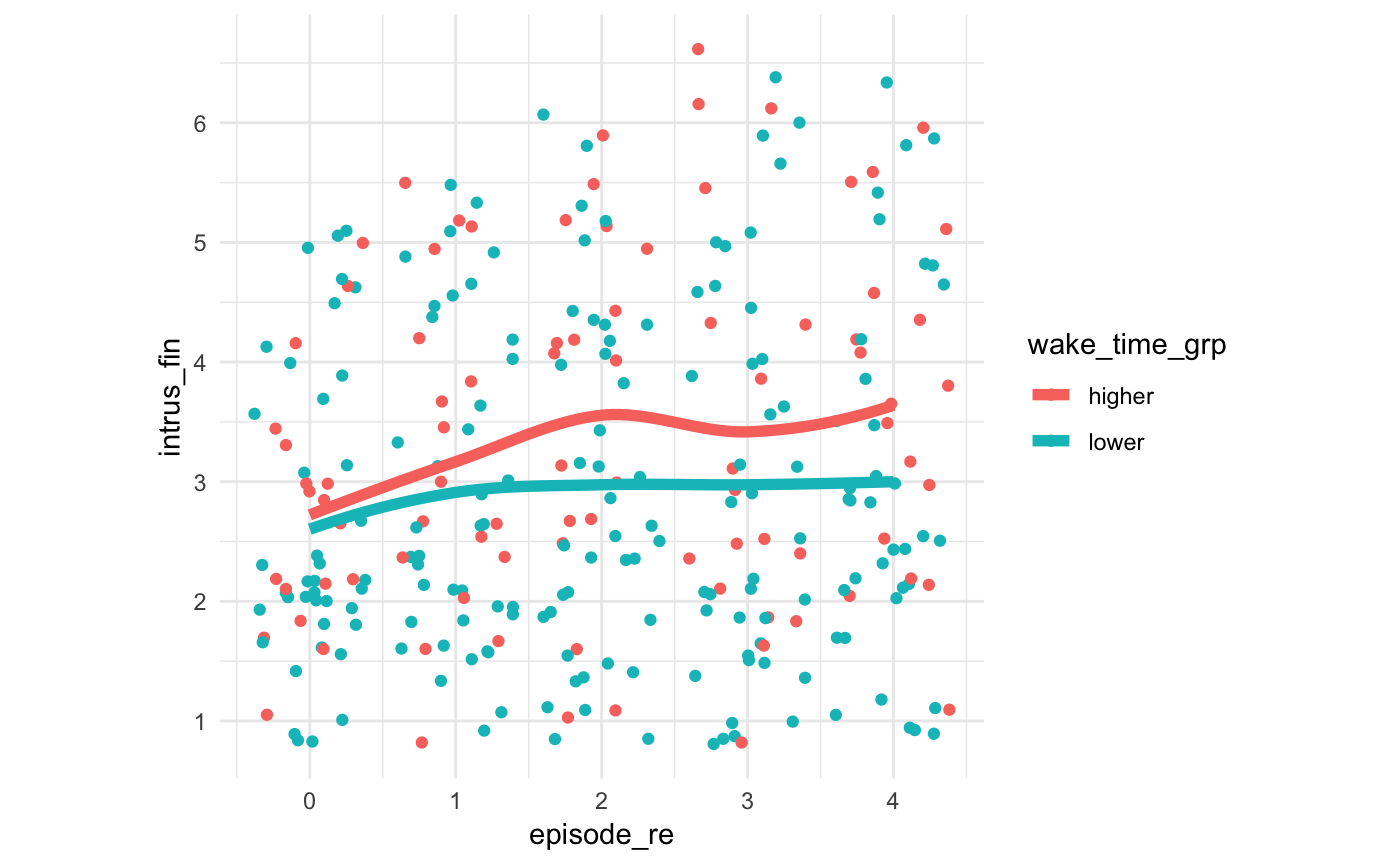 6
5
4
3
2
1
intrus_fin
0 1 2 3 4
episode_re
wake_time_grp
higher
lower